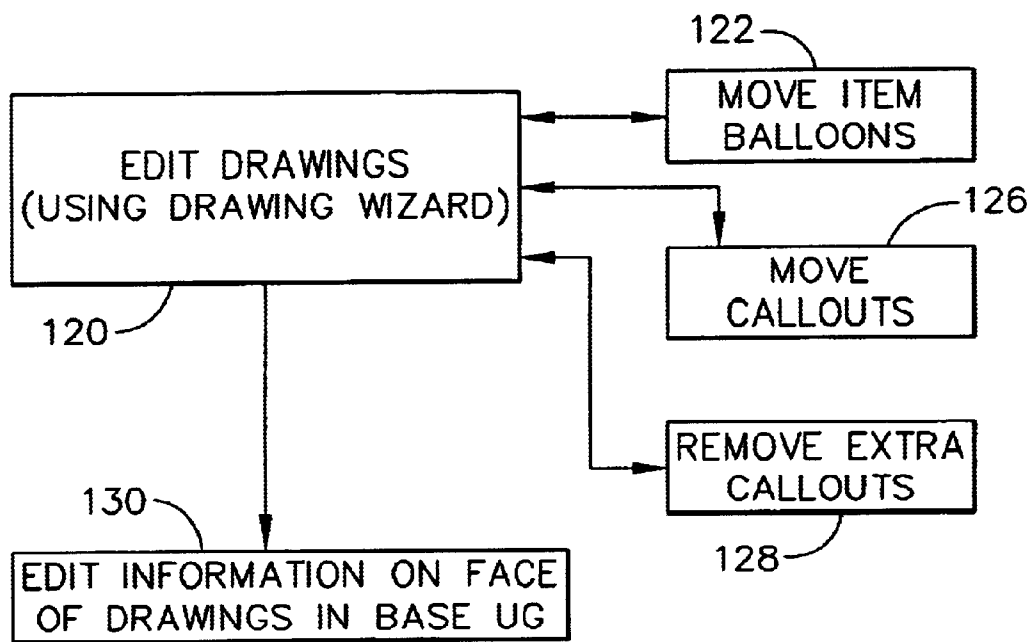 122
MOVE ITEM
BALLOONS
EDIT DRAWINGS
(USING DRAWING WIZARD)
126
MOVE
CALLOUTS
120
REMOVE EXTRA
CALLOUTS
128
130
EDIT INFORMATION ON FACE
OF DRAWINGS IN BASE UG